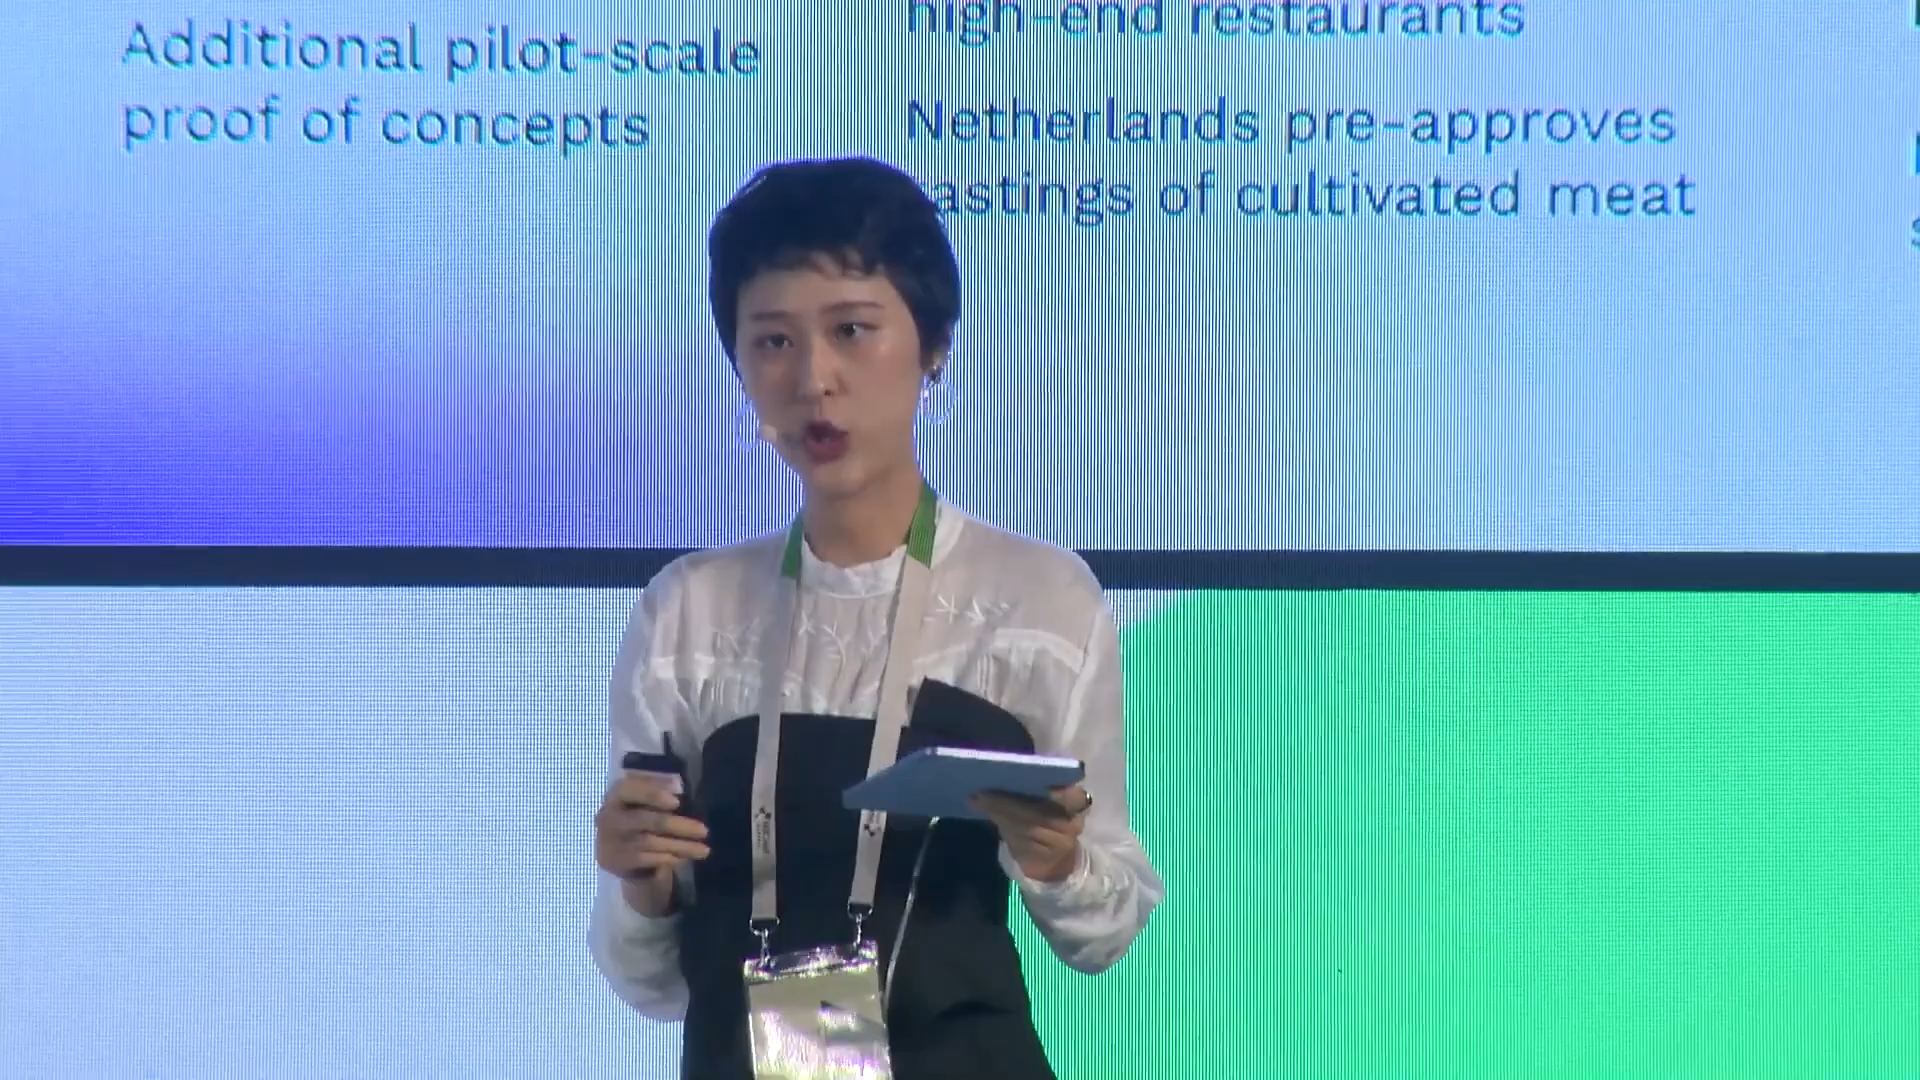 Additional pilot-scale
proof of concepts
high-end restaurants
Netherlands pre-approves
tastings of cultivated meat